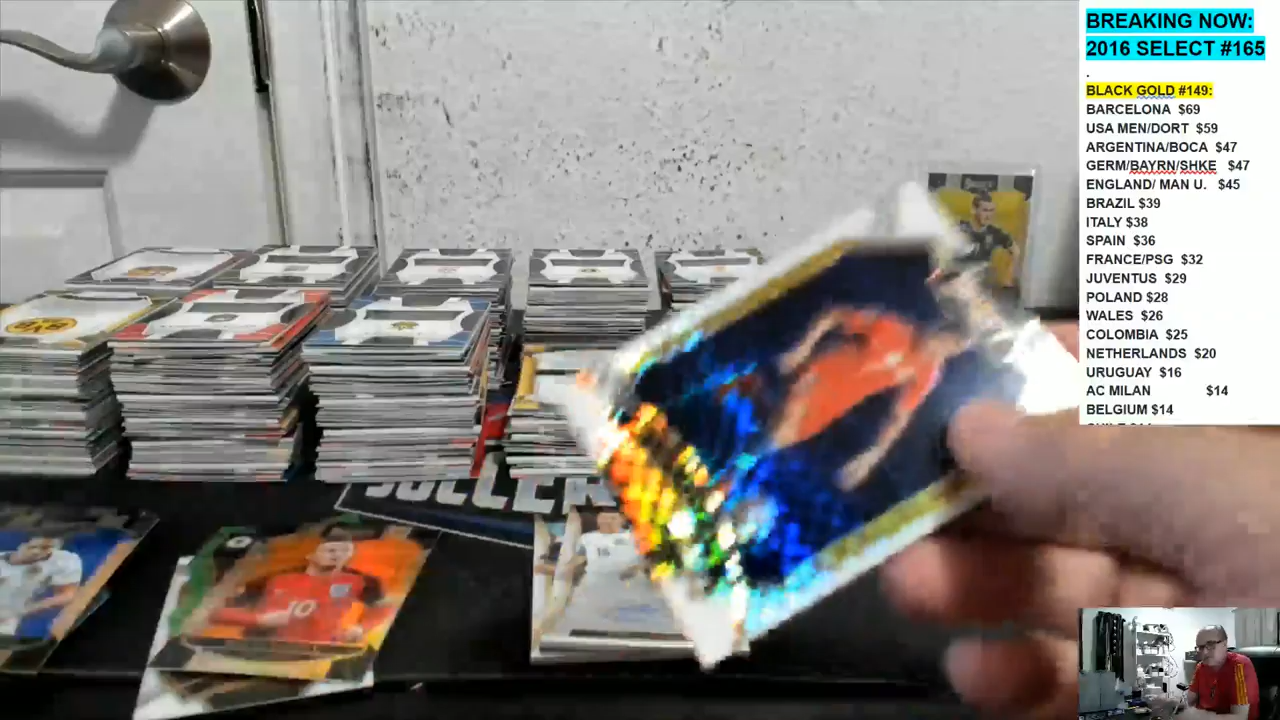 BREAKING NOW:
2016 SELECT #165
.
BLACK GOLD #149:
BARCELONA $69
USA MEN/DORT $59
ARGENTINA/BOCA $47
GERM/BAYRN/SHKE $47
ENGLAND/ MAN U. $45
BRAZIL $39
ITALY $38
SPAIN $36
FRANCE/PSG $32
JUVENTUS $29
POLAND $28
WALES $26
COLOMBIA $25
NETHERLANDS $20
URUGUAY $16
AC MILAN $14
BELGIUM $14
BVB
SOCCER
10